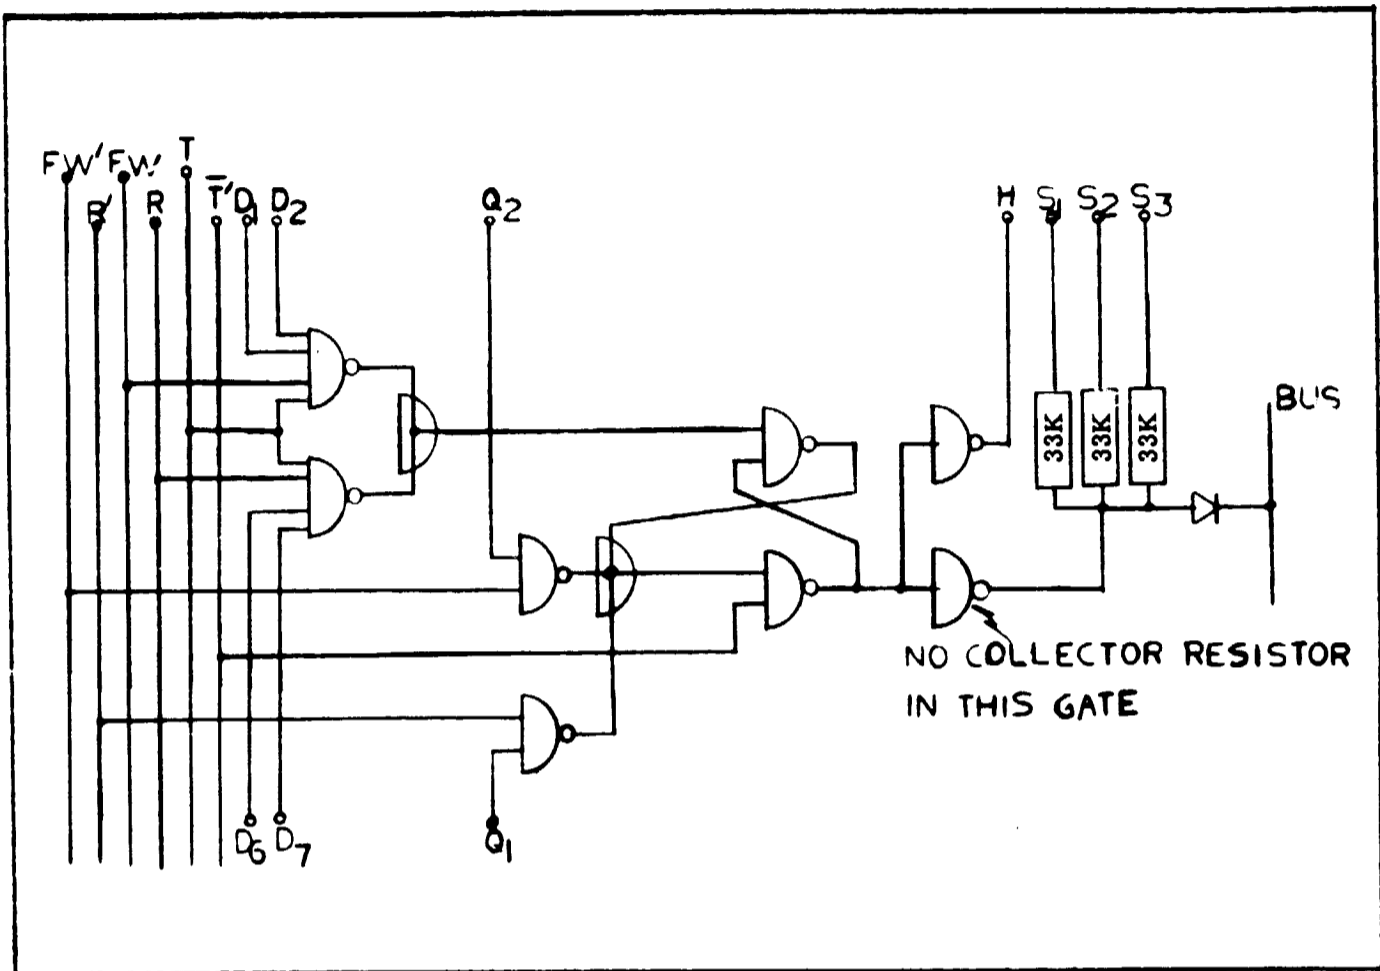 FW' FW T
R' R T̅' D1 D2 Q2 H S1 S2 S3
BUS
33K 33K 33K
NO COLLECTOR RESISTOR
IN THIS GATE
D6 D7 Q1